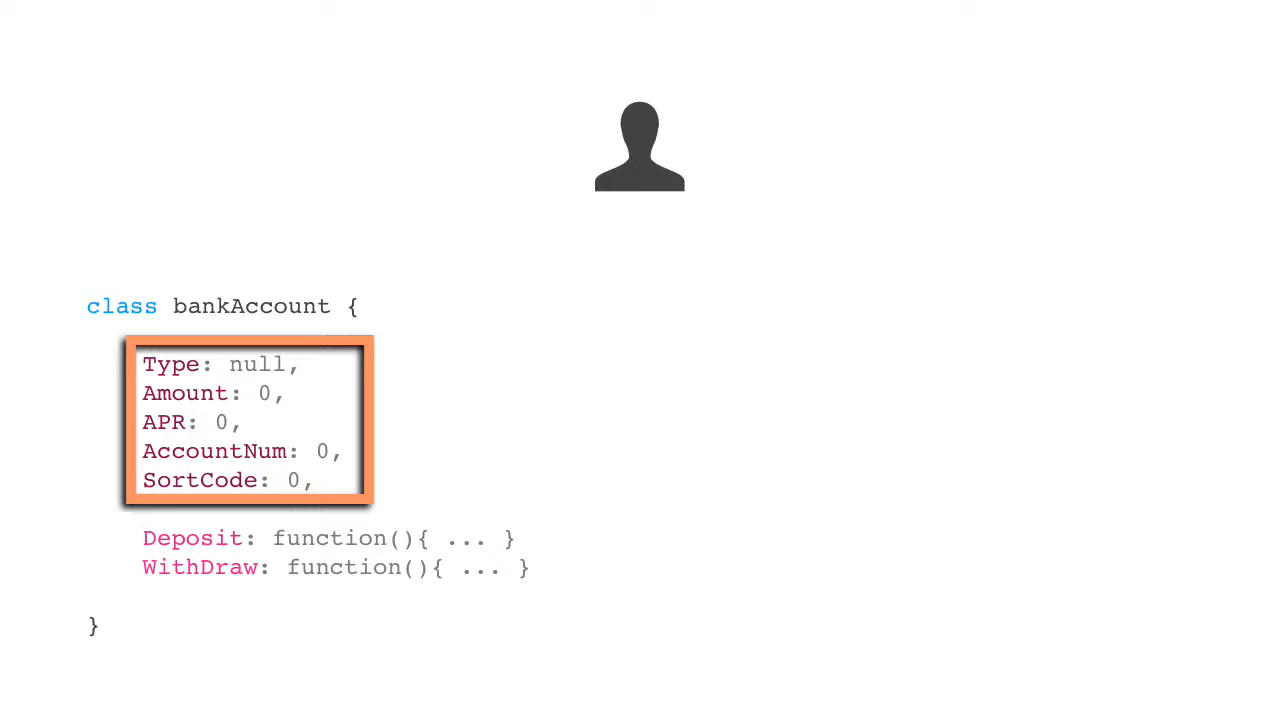 class bankAccount {
Type: null,
Amount: 0,
APR: 0,
AccountNum: 0,
SortCode: 0,
Deposit: function(){ ... }
WithDraw: function(){ ... }
}